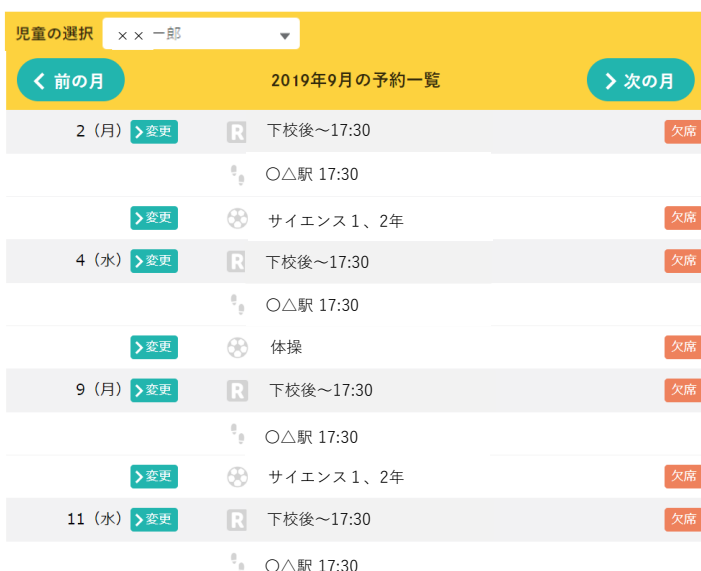 児童の選択 ×× 一郎
前の月 2019年9月の予約一覧 次の月
2（月） 変更 R 下校後～17:30 欠席
〇△駅 17:30
変更 サイエンス１、2年 欠席
4（水） 変更 R 下校後～17:30 欠席
〇△駅 17:30
変更 体操 欠席
9（月） 変更 R 下校後～17:30 欠席
〇△駅 17:30
変更 サイエンス１、2年 欠席
11（水） 変更 R 下校後～17:30 欠席
〇△駅 17:30